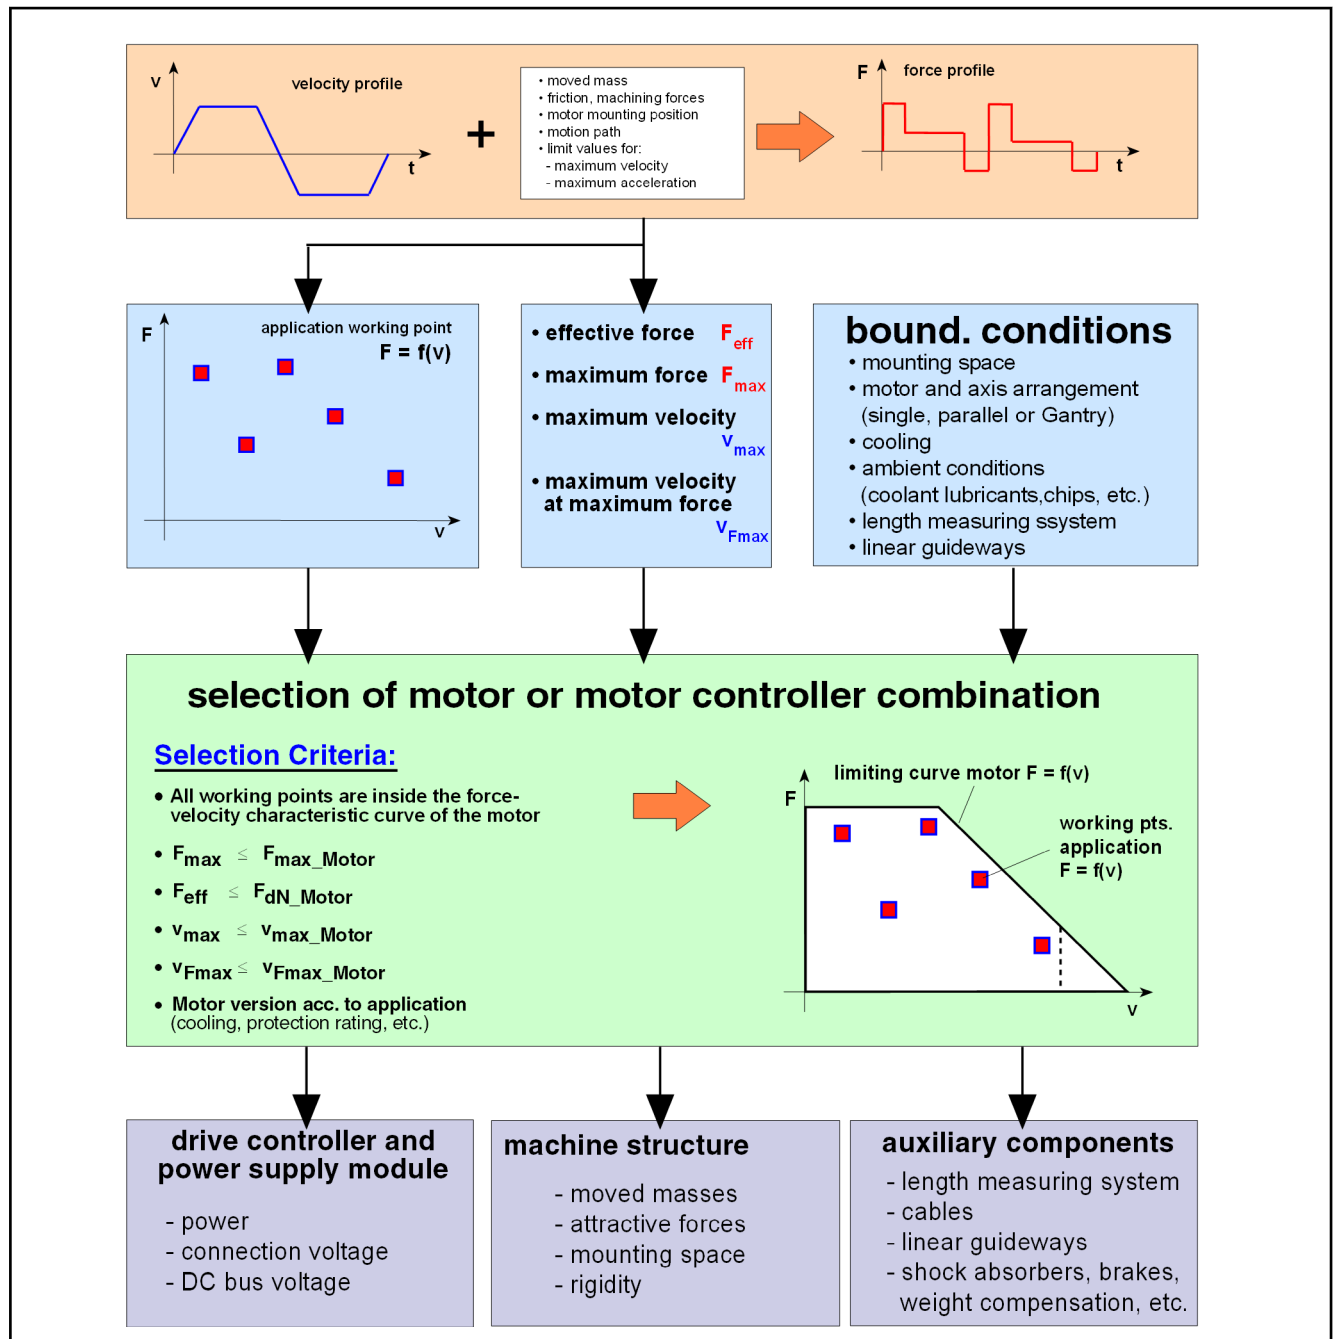 v
velocity profile
t
+
• moved mass
• friction, machining forces
• motor mounting position
• motion path
• limit values for:
- maximum velocity
- maximum acceleration
F
force profile
t
F
application working point
F = f(v)
v
• effective force F eff
• maximum force F max
• maximum velocity
v max
• maximum velocity
at maximum force
v Fmax
bound. conditions
• mounting space
• motor and axis arrangement
(single, parallel or Gantry)
• cooling
• ambient conditions
(coolant lubricants,chips, etc.)
• length measuring ssystem
• linear guideways
selection of motor or motor controller combination
Selection Criteria:
• All working points are inside the force-
velocity characteristic curve of the motor
• F max ≤ F max_Motor
• F eff ≤ F dN_Motor
• v max ≤ v max_Motor
• v Fmax ≤ v Fmax_Motor
• Motor version acc. to application
(cooling, protection rating, etc.)
F
limiting curve motor F = f(v)
working pts.
application
F = f(v)
v
drive controller and
power supply module
- power
- connection voltage
- DC bus voltage
machine structure
- moved masses
- attractive forces
- mounting space
- rigidity
auxiliary components
- length measuring system
- cables
- linear guideways
- shock absorbers, brakes,
weight compensation, etc.